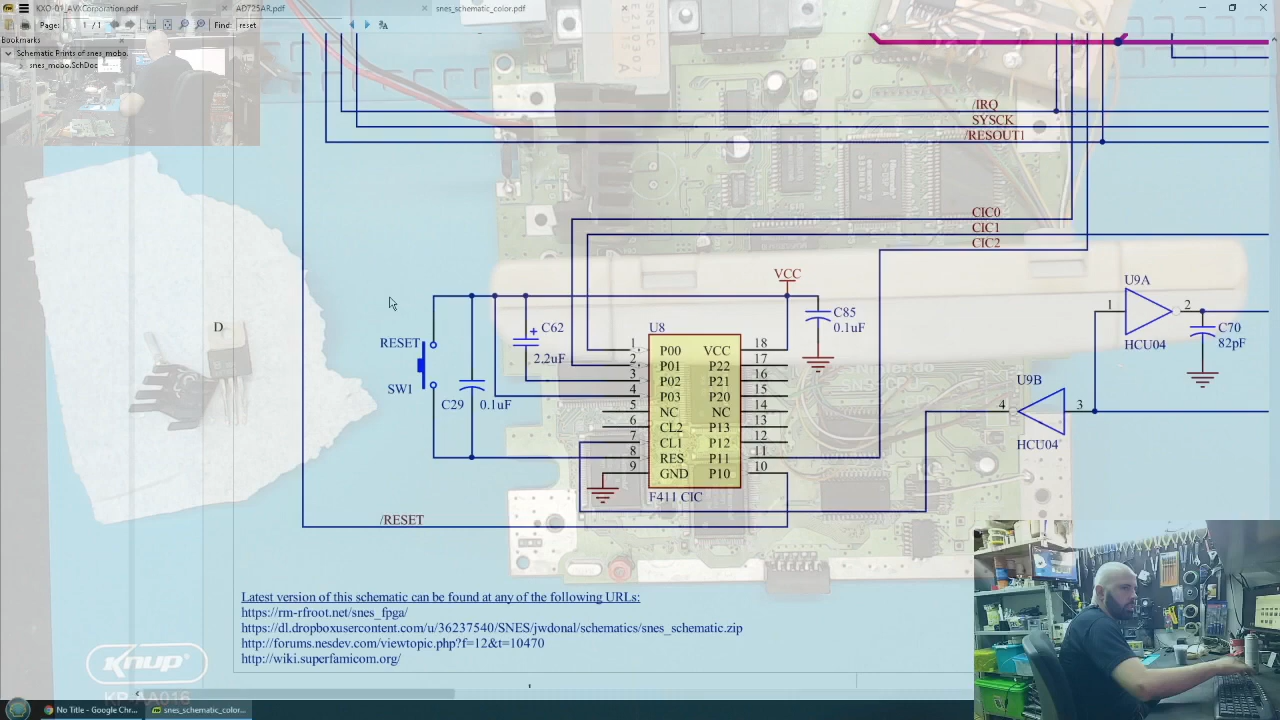 KXO-01_AVXCorporation.pdf
AD725AR.pdf
snes_schematic_color.pdf
Page: 1 / 1
Find: reset
Bookmarks
Schematic Prints of snes_mobo.
snes_mobo.SchDoc
/IRQ
SYSCK
/RESOUT1
CIC0
CIC1
CIC2
VCC
U9A
1
2
C85
0.1uF
C70
82pF
HCU04
D
C62
2.2uF
U8
RESET
SW1
C29
0.1uF
1 P00 VCC 18
2 P01 P22 17
3 P02 P21 16
4 P03 P20 15
5 NC NC 14
6 CL2 P13 13
7 CL1 P12 12
8 RES P11 11
9 GND P10 10
F411 CIC
U9B
4
3
HCU04
/RESET
Latest version of this schematic can be found at any of the following URLs:
https://rm-rfroot.net/snes_fpga/
https://dl.dropboxusercontent.com/u/36237540/SNES/jwdonal/schematics/snes_schematic.zip
http://forums.nesdev.com/viewtopic.php?f=12&t=10470
http://wiki.superfamicom.org/
Knup
KP-AA016
No Title - Google Chr...
snes_schematic_color...